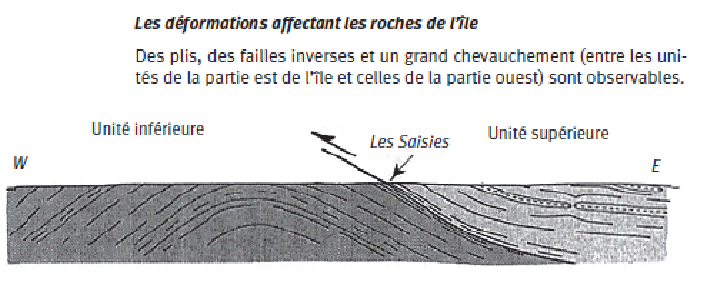 Les déformations affectant les roches de l'île
Des plis, des failles inverses et un grand chevauchement (entre les uni-
tés de la partie est de l'île et celles de la partie ouest) sont observables.
Unité inférieure
Les Saisies
Unité supérieure
W
E